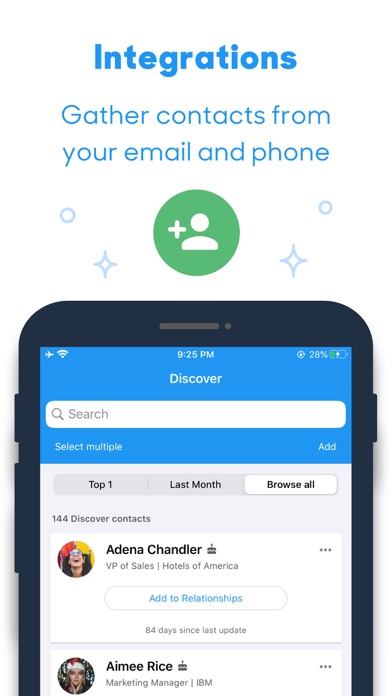 Integrations
Gather contacts from
your email and phone
9:25 PM
28%
Discover
Search
Select multiple
Add
Top 1
Last Month
Browse all
144 Discover contacts
Adena Chandler
VP of Sales | Hotels of America
Add to Relationships
84 days since last update
Aimee Rice
Marketing Manager | IBM